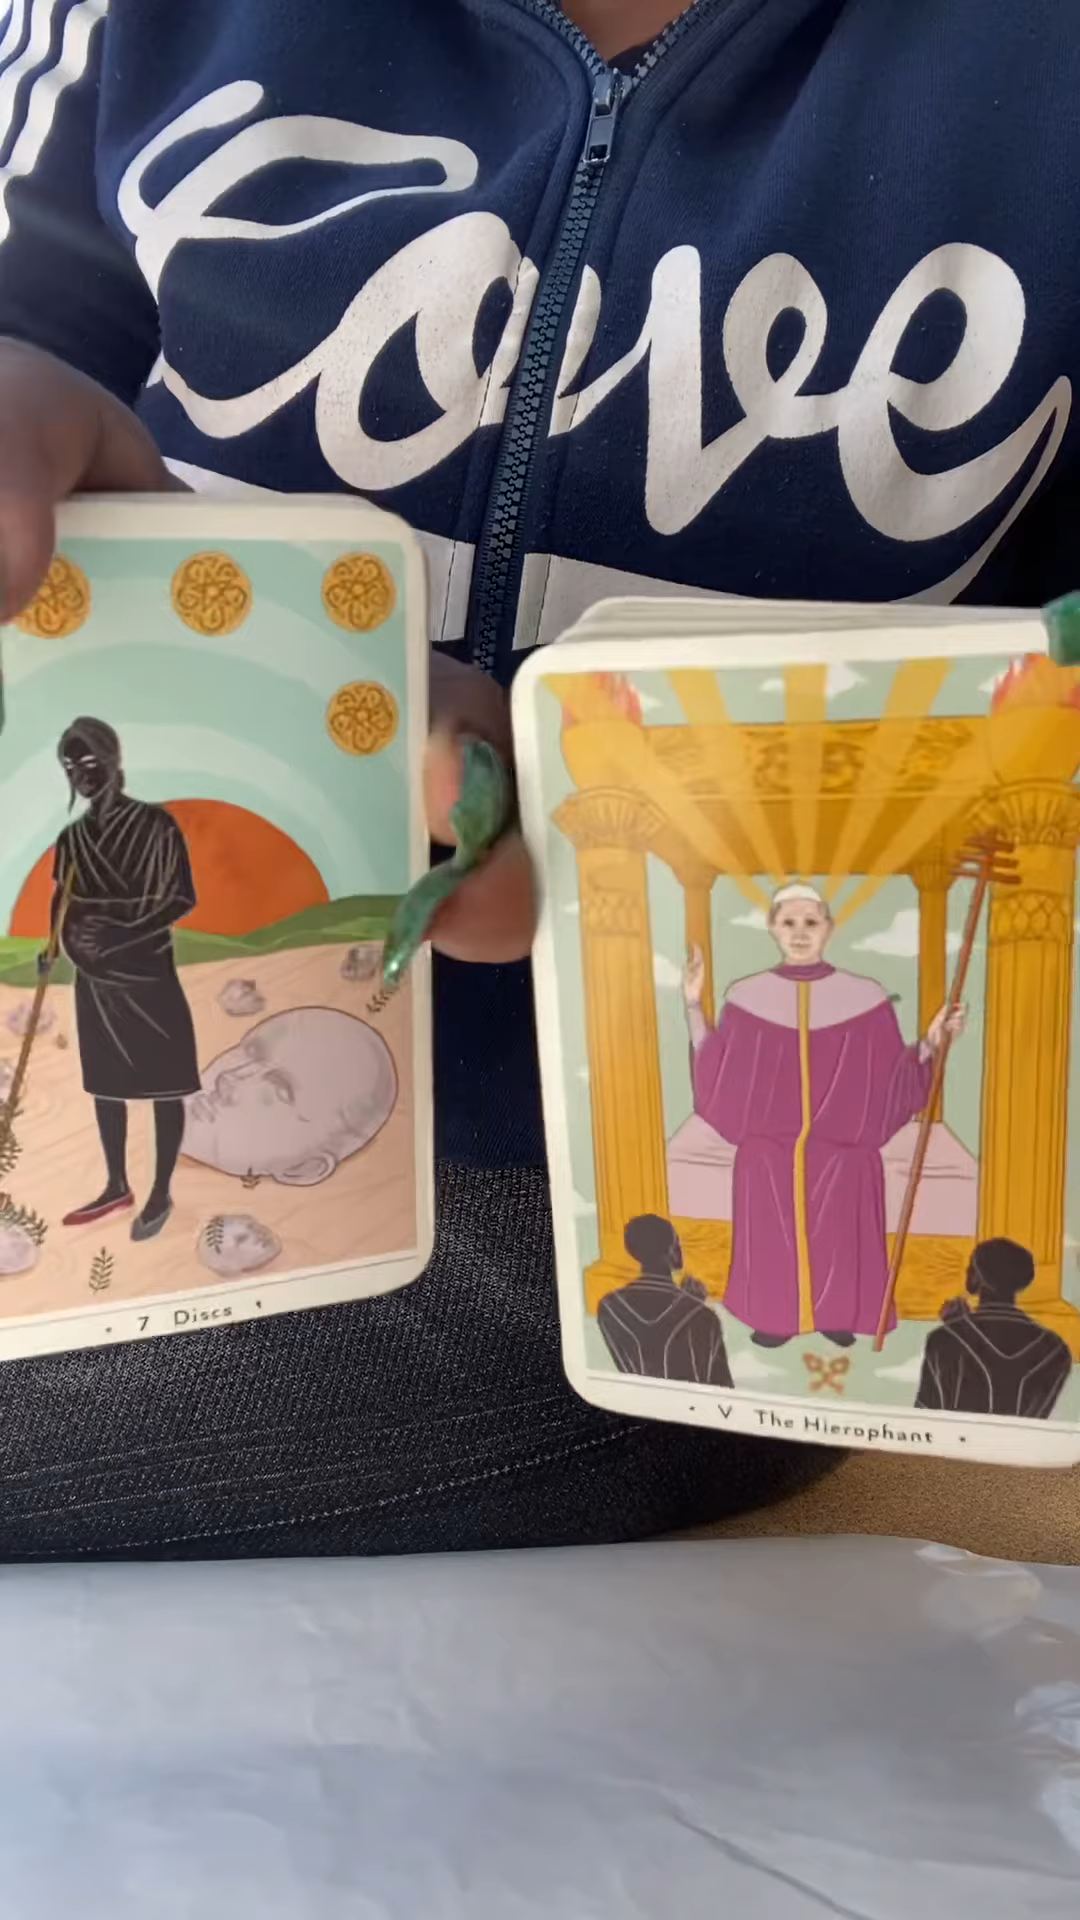 Love
• 7 Discs •
• V The Hierophant •